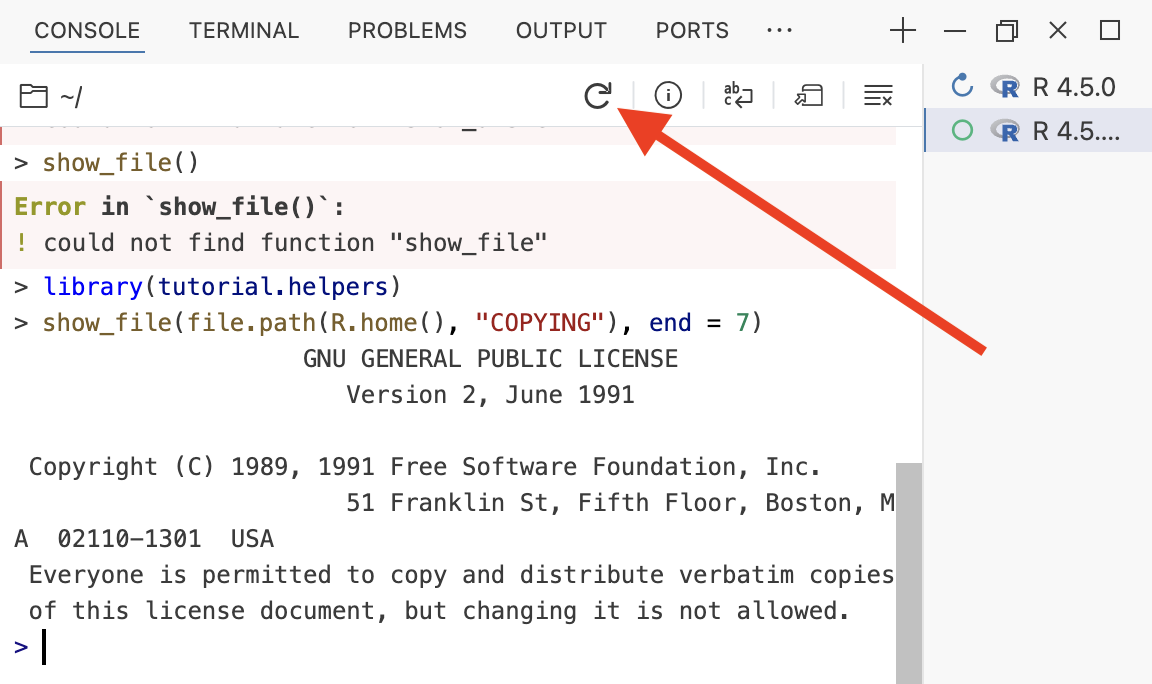 CONSOLE TERMINAL PROBLEMS OUTPUT PORTS ...
~/
ab
c
R R 4.5.0
R R 4.5....
> show_file()
Error in `show_file()`:
! could not find function "show_file"
> library(tutorial.helpers)
> show_file(file.path(R.home(), "COPYING"), end = 7)
GNU GENERAL PUBLIC LICENSE
Version 2, June 1991
Copyright (C) 1989, 1991 Free Software Foundation, Inc.
51 Franklin St, Fifth Floor, Boston, M
A  02110-1301  USA
Everyone is permitted to copy and distribute verbatim copies
of this license document, but changing it is not allowed.
>